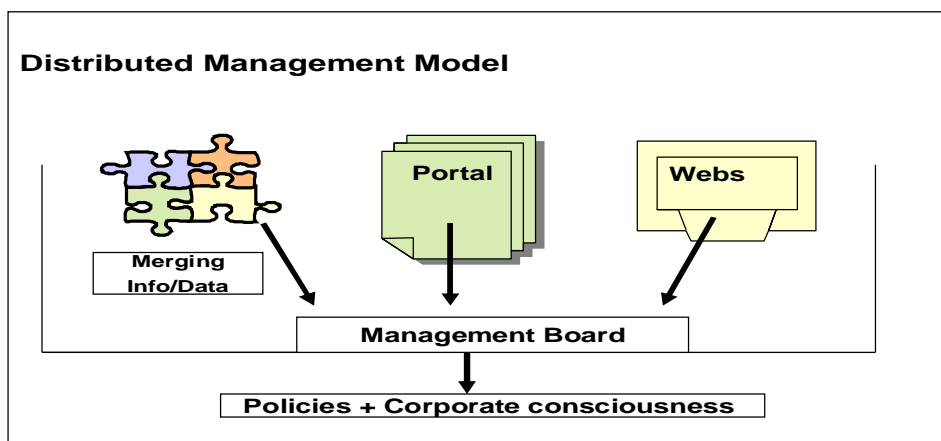 Distributed Management Model
Portal
Webs
Merging
Info/Data
Management Board
Policies + Corporate consciousness